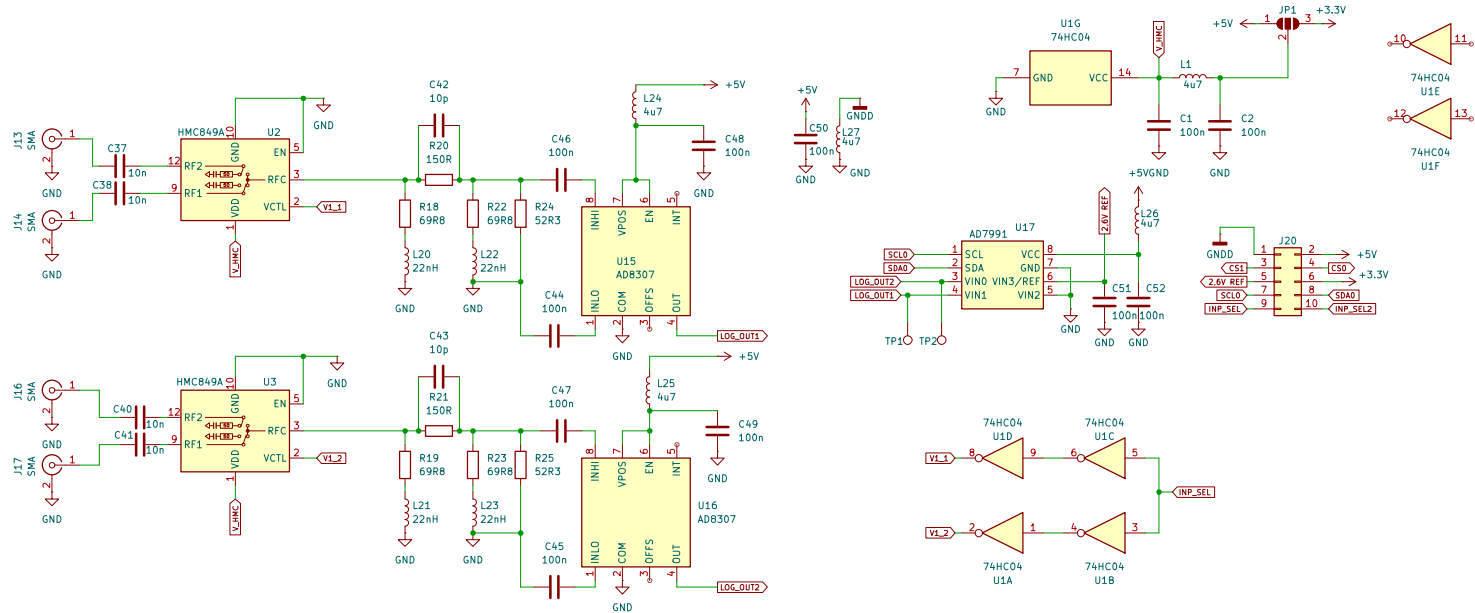 J13
SMA
1
2
GND
J14
SMA
1
2
GND
C37
10n
C38
10n
HMC849A
U2
10
GND
EN
5
12
RF2
9
RF1
RFC
3
VCTL
2
VDD
1
V_HMC
V1_1
GND
C42
10p
R20
150R
R18
69R8
L20
22nH
GND
R22
69R8
L22
22nH
GND
R24
52R3
C46
100n
C44
100n
L24
4u7
+5V
C48
100n
GND
8
7
6
5
INHI
VPOS
EN
INT
U15
AD8307
INLO
COM
OFFS
OUT
1
2
3
4
GND
LOG_OUT1
J16
SMA
1
2
GND
J17
SMA
1
2
GND
C40
10n
C41
10n
HMC849A
U3
10
GND
EN
5
12
RF2
9
RF1
RFC
3
VCTL
2
VDD
1
V_HMC
V1_2
GND
C43
10p
R21
150R
R19
69R8
L21
22nH
GND
R23
69R8
L23
22nH
GND
R25
52R3
C47
100n
C45
100n
L25
4u7
+5V
C49
100n
GND
8
7
6
5
INHI
VPOS
EN
INT
U16
AD8307
INLO
COM
OFFS
OUT
1
2
3
4
GND
LOG_OUT2
+5V
C50
100n
GND
GNDD
L27
4u7
GND
U1G
74HC04
7
GND
VCC
14
GND
V_HMC
L1
4u7
C1
100n
GND
C2
100n
GND
JP1
+5V
1
3
+3.3V
2
10
11
74HC04
U1E
12
13
74HC04
U1F
AD7991
U17
SCL0
1
SCL
SDA0
2
SDA
LOG_OUT2
3
VIN0
LOG_OUT1
4
VIN1
VCC
8
GND
7
VIN3/REF
6
VIN2
5
TP1
TP2
2.6V REF
+5V
L26
4u7
GND
C51
100n
GND
C52
100n
GND
J20
GNDD
1
2
+5V
CS1
3
4
CS0
2,6V REF
5
6
+3.3V
SCL0
7
8
SDA0
INP_SEL
9
10
INP_SEL2
74HC04
U1D
V1_1
8
9
74HC04
U1C
6
5
INP_SEL
V1_2
2
1
74HC04
U1A
4
3
74HC04
U1B